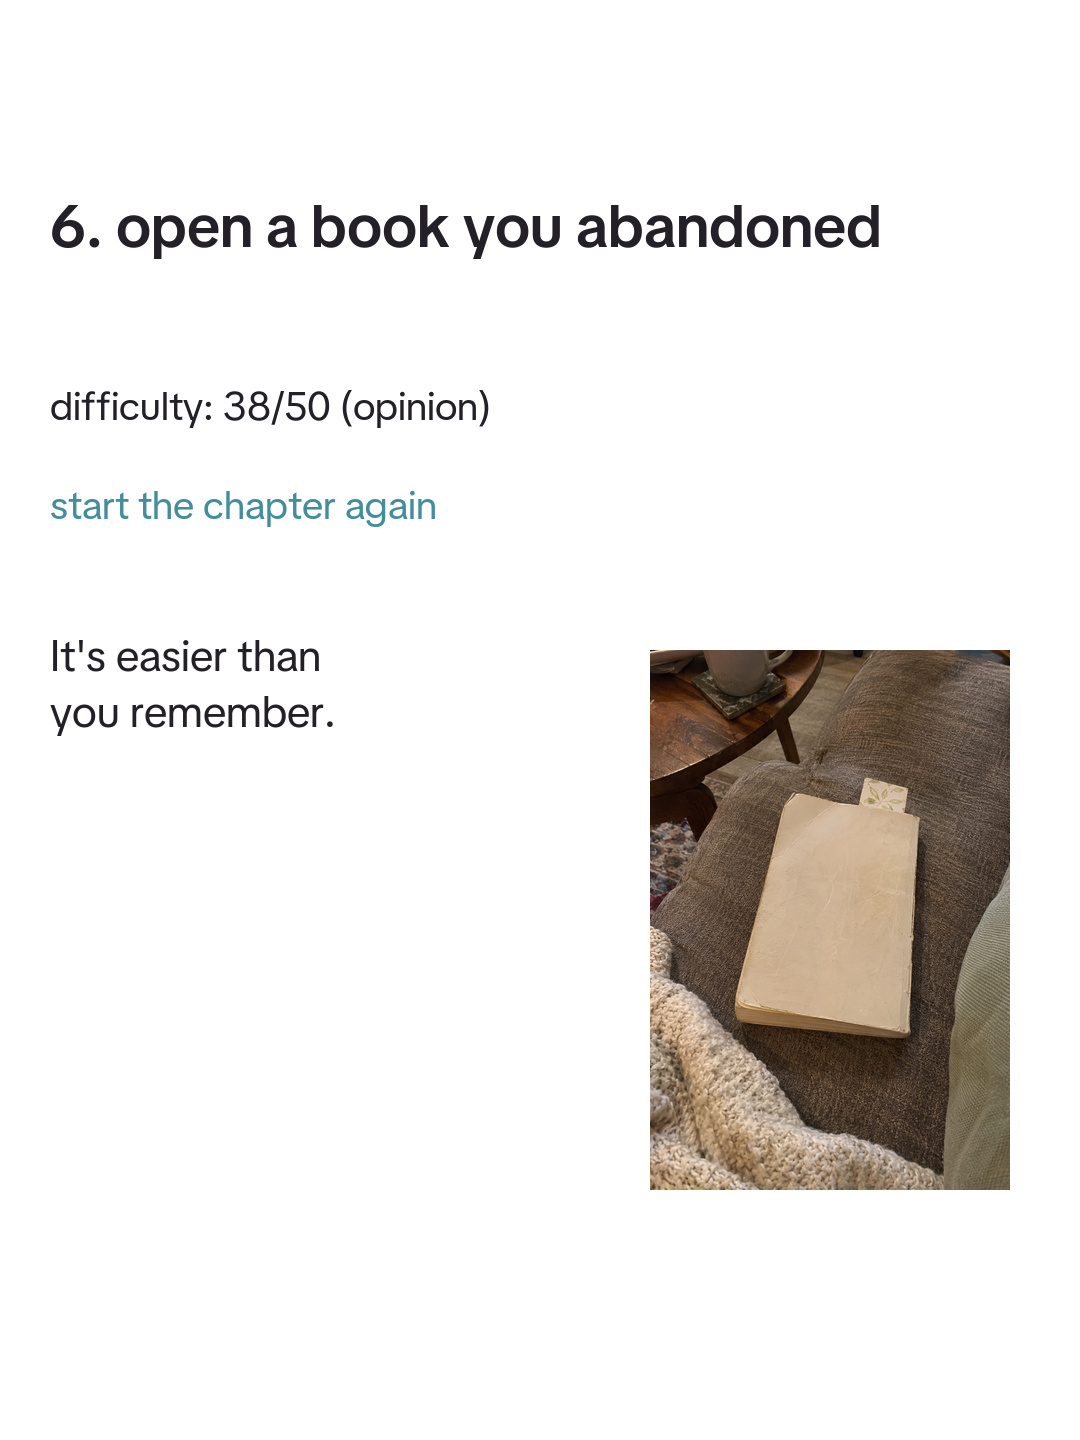 6. open a book you abandoned
difficulty: 38/50 (opinion)
start the chapter again
It's easier than
you remember.